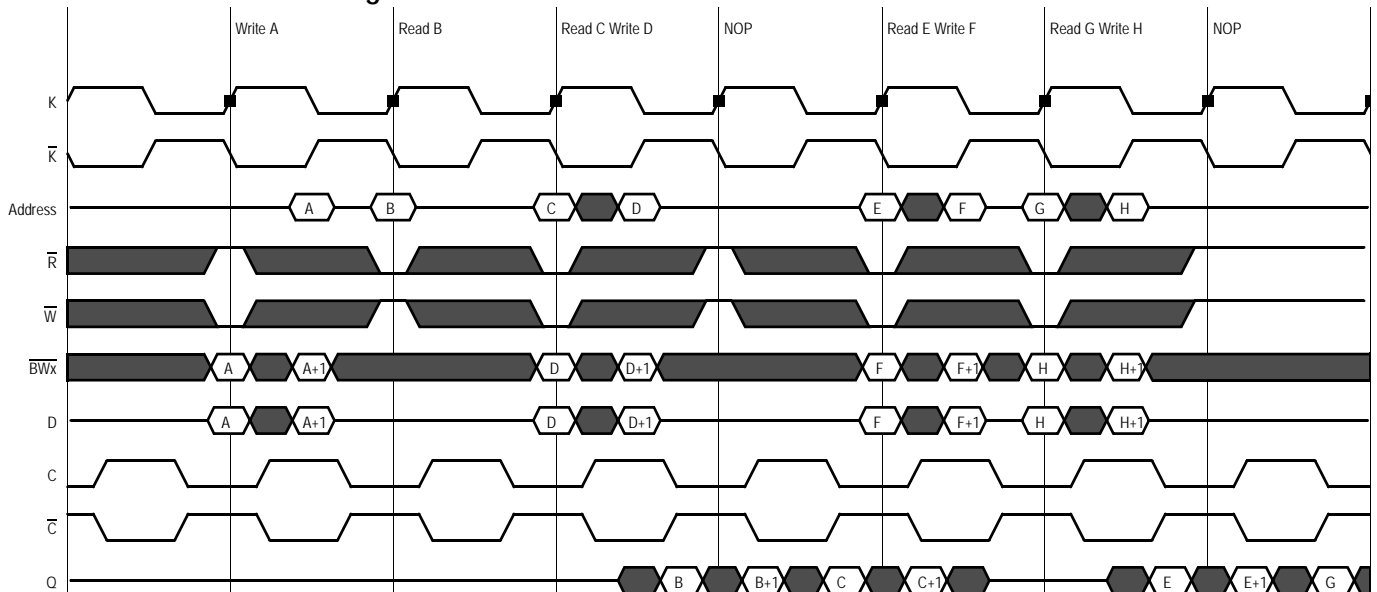 Write A Read B Read C Write D NOP Read E Write F Read G Write H NOP
K
K̅
Address A B C D E F G H
R̅
W̅
B̅W̅x̅ A A+1 D D+1 F F+1 H H+1
D A A+1 D D+1 F F+1 H H+1
C
C̅
Q B B+1 C C+1 E E+1 G